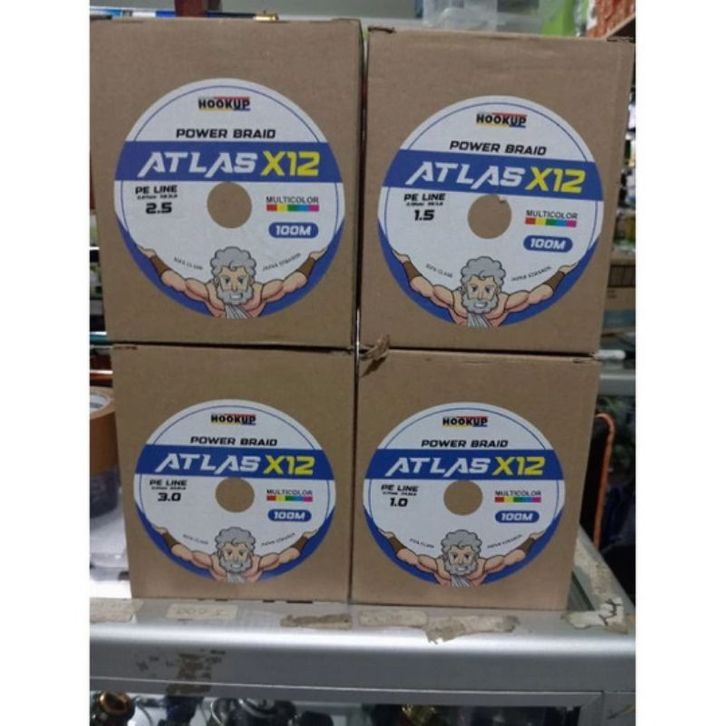 HOOKUP
POWER BRAID
ATLAS X12
PE LINE
2.5
MULTICOLOR
100M
HOOKUP
POWER BRAID
ATLAS X12
PE LINE
1.5
MULTICOLOR
100M
HOOKUP
POWER BRAID
ATLAS X12
PE LINE
3.0
MULTICOLOR
100M
HOOKUP
POWER BRAID
ATLAS X12
PE LINE
1.0
MULTICOLOR
100M